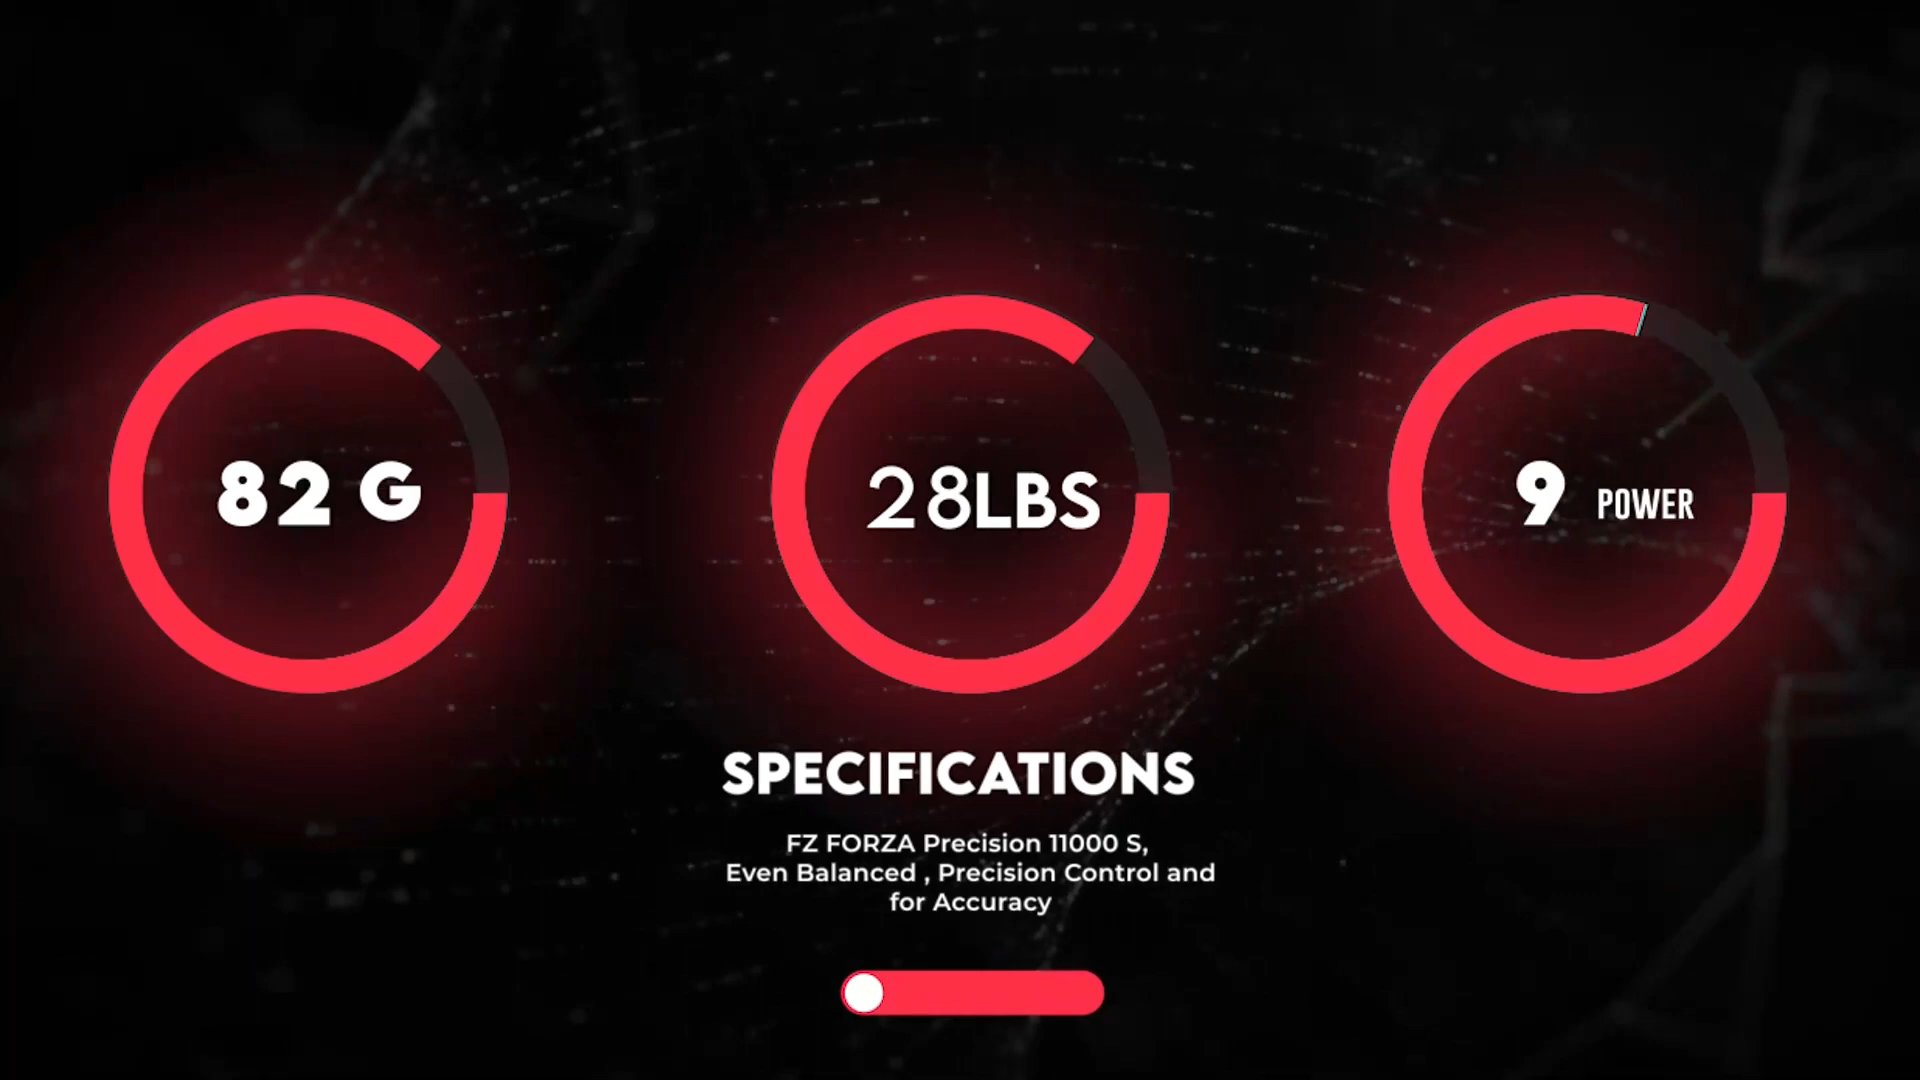 82 G
28LBS
9 POWER
SPECIFICATIONS
FZ FORZA Precision 11000 S,
Even Balanced , Precision Control and
for Accuracy